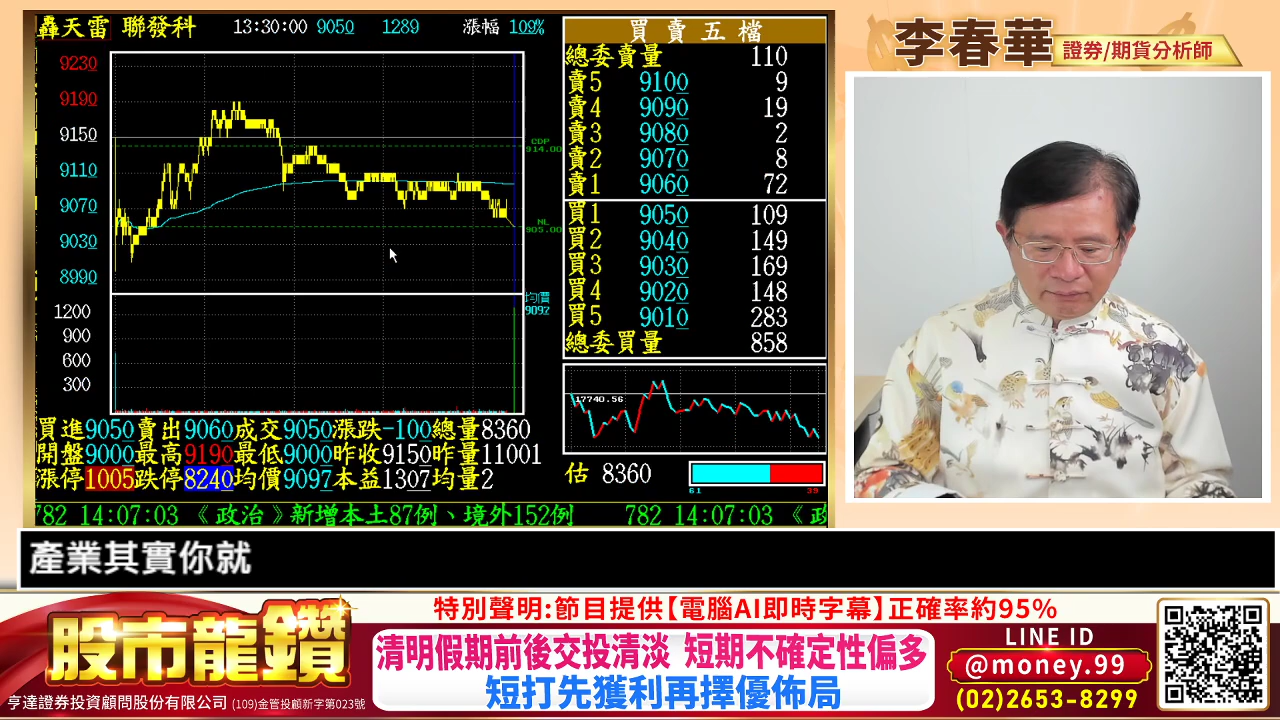 轟天雷 聯發科 13:30:00 9050 1289 漲幅 109%
9230
9190
9150
9110
9070
9030
8990
1200
900
600
300
CDP
914.00
NL
905.00
均價
9097
買賣五檔
總委賣量 110
賣5 9100 9
賣4 9090 19
賣3 9080 2
賣2 9070 8
賣1 9060 72
買1 9050 109
買2 9040 149
買3 9030 169
買4 9020 148
買5 9010 283
總委買量 858
17740.56
估 8360
61 39
買進9050賣出9060成交9050漲跌-100總量8360
開盤9000最高9190最低9000昨收9150昨量11001
漲停1005跌停8240均價9097本益1307均量2
782 14:07:03 《政治》新增本土87例、境外152例 782 14:07:03 《政
李春華 證券/期貨分析師
產業其實你就
特別聲明:節目提供【電腦AI即時字幕】正確率約95%
股市龍鑽
亨達證券投資顧問股份有限公司 (109)金管投顧新字第023號
清明假期前後交投清淡 短期不確定性偏多
短打先獲利再擇優佈局
LINE ID
@money.99
(02)2653-8299